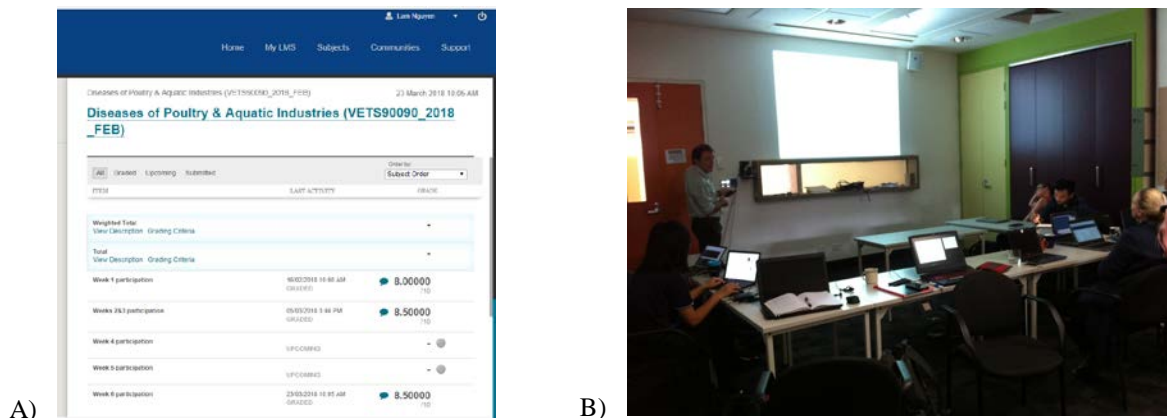 Lam Nguyen
Home My LMS Subjects Communities Support
Diseases of Poultry & Aquatic Industries (VETS90090_2018_FEB) 23 March 2018 10:06 AM
Diseases of Poultry & Aquatic Industries (VETS90090_2018
_FEB)
Order by:
All Graded Upcoming Submitted Subject Order
ITEM LAST ACTIVITY GRADE
Weighted Total -
View Description Grading Criteria
Total -
View Description Grading Criteria
Week 1 participation 8.00000
GRADED /10
Weeks 2&3 participation 8.50000
GRADED /10
Week 4 participation -
UPCOMING
Week 5 participation -
UPCOMING
Week 6 participation 8.50000
GRADED /10
A)
B)